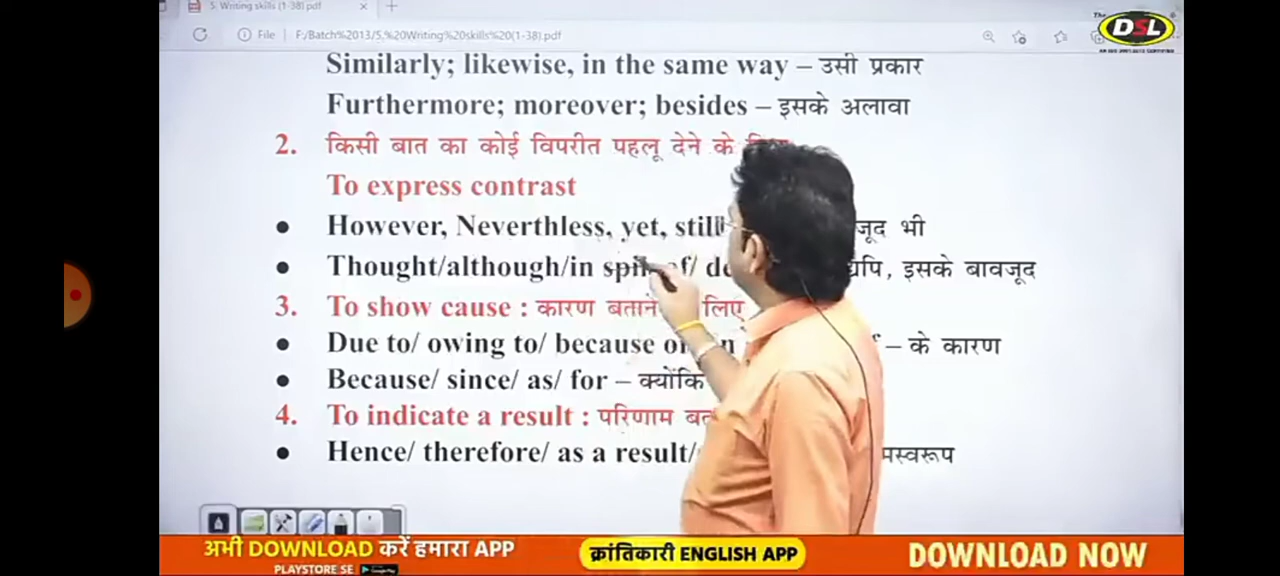 5. Writing skills (1-38).pdf
File F:/Batch%2013/5.%20Writing%20skills%20(1-38).pdf
The
DSL
Similarly; likewise, in the same way – उसी प्रकार
Furthermore; moreover; besides – इसके अलावा
2. किसी बात का कोई विपरीत पहलू देने के
To express contrast
• However, Neverthless, yet, still भी
• Thought/although/in of/ इसके बावजूद
3. To show cause : कारण बताने लिए
• Due to/ owing to/ because – के कारण
• Because/ since/ as/ for – क्योंकि
4. To indicate a result : परिणाम
• Hence/ therefore/ as a result/
अभी DOWNLOAD करें हमारा APP
PLAYSTORE SE Google Play
क्रांतिकारी ENGLISH APP
DOWNLOAD NOW